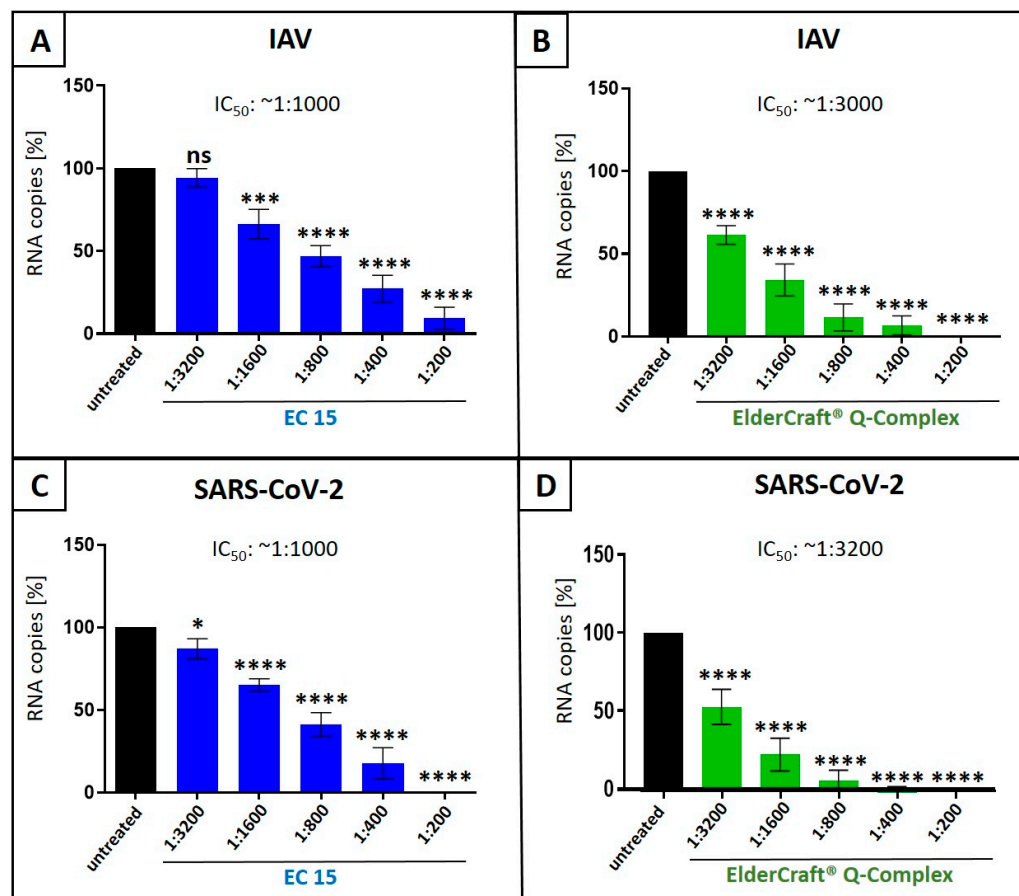 A
IAV
IC50: ~1:1000
RNA copies [%]
150
100
50
0
ns
***
****
****
****
untreated
1:3200
1:1600
1:800
1:400
1:200
EC 15
B
IAV
IC50: ~1:3000
RNA copies [%]
150
100
50
0
****
****
****
****
****
untreated
1:3200
1:1600
1:800
1:400
1:200
ElderCraft® Q-Complex
C
SARS-CoV-2
IC50: ~1:1000
RNA copies [%]
150
100
50
0
*
****
****
****
****
untreated
1:3200
1:1600
1:800
1:400
1:200
EC 15
D
SARS-CoV-2
IC50: ~1:3200
RNA copies [%]
150
100
50
0
****
****
****
****
****
untreated
1:3200
1:1600
1:800
1:400
1:200
ElderCraft® Q-Complex